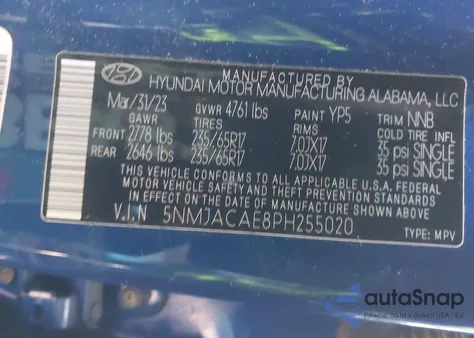 MANUFACTURED BY
HYUNDAI MOTOR MANUFACTURING ALABAMA, LLC
Mar/31/23 GVWR 4761 lbs PAINT YP5 TRIM NNB
GAWR TIRES RIMS COLD TIRE INFL
FRONT 2778 lbs 235/65R17 7.0JX17 35 psi SINGLE
REAR 2646 lbs 235/65R17 7.0JX17 35 psi SINGLE
THIS VEHICLE CONFORMS TO ALL APPLICABLE U.S.A. FEDERAL
MOTOR VEHICLE SAFETY, BUMPER, AND THEFT PREVENTION
STANDARDS IN EFFECT ON THE DATE OF MANUFACTURE SHOWN
ABOVE.
V.I.N 5NMJACAE8PH255020 TYPE: MPV
autoSnap